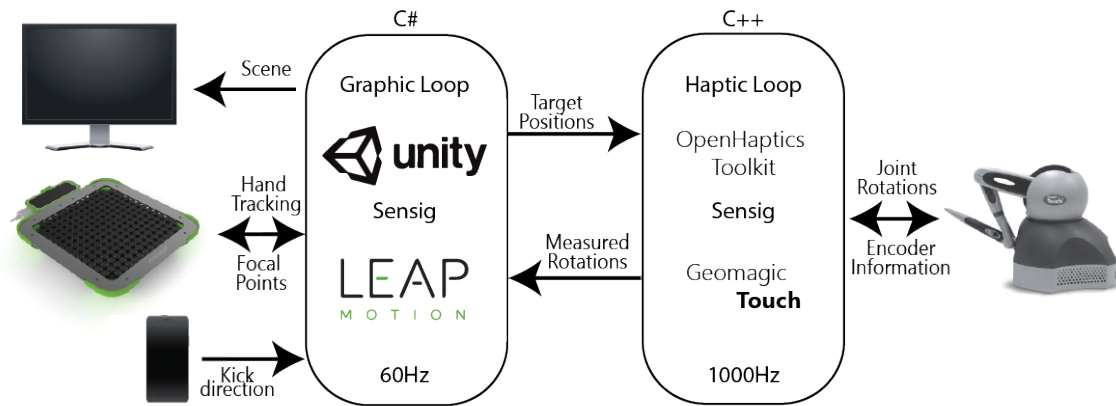 C#
C++
Scene
Graphic Loop
Haptic Loop
Target
Positions
unity
OpenHaptics
Toolkit
Hand
Tracking
Joint
Rotations
Sensig
Sensig
Focal
Points
Measured
Rotations
Encoder
Information
LEAP
MOTION
Geomagic
Touch
Kick
direction
60Hz
1000Hz
Touch